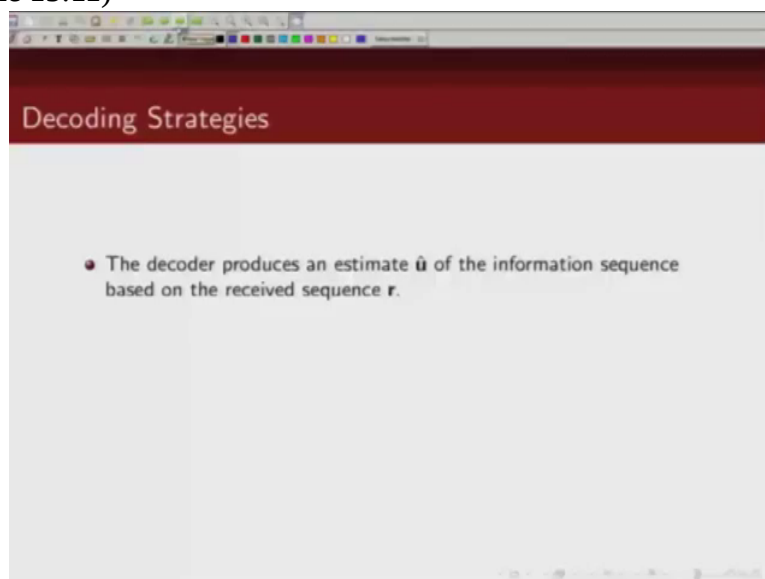 Decoding Strategies
The decoder produces an estimate û of the information sequence
based on the received sequence r.